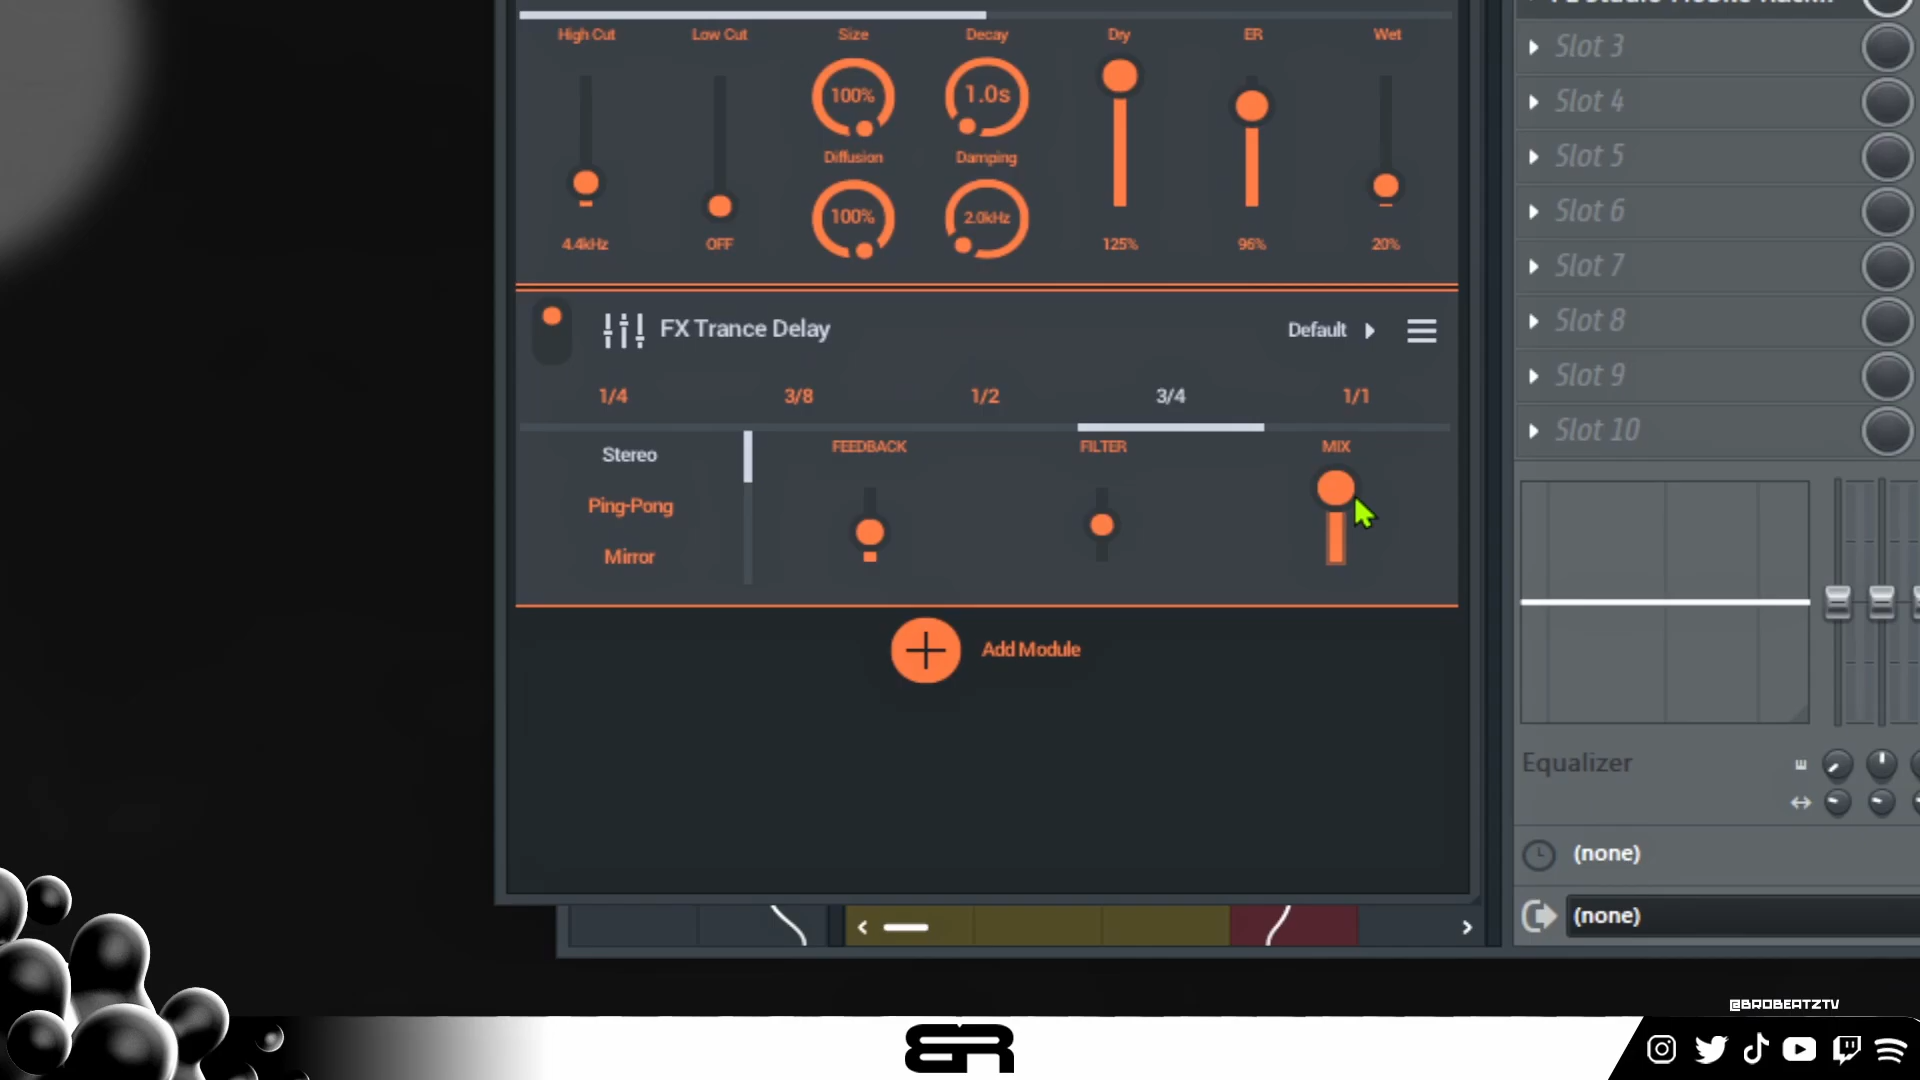 High Cut Low Cut Size Decay Dry ER Wet
100% 1.0s
Diffusion Damping
100% 2.0kHz
4.4kHz OFF 125% 96% 20%
FX Trance Delay Default
1/4 3/8 1/2 3/4 1/1
Stereo FEEDBACK FILTER MIX
Ping-Pong
Mirror
Add Module
Slot 3
Slot 4
Slot 5
Slot 6
Slot 7
Slot 8
Slot 9
Slot 10
Equalizer
(none)
(none)
@BROBEATZTV
BR